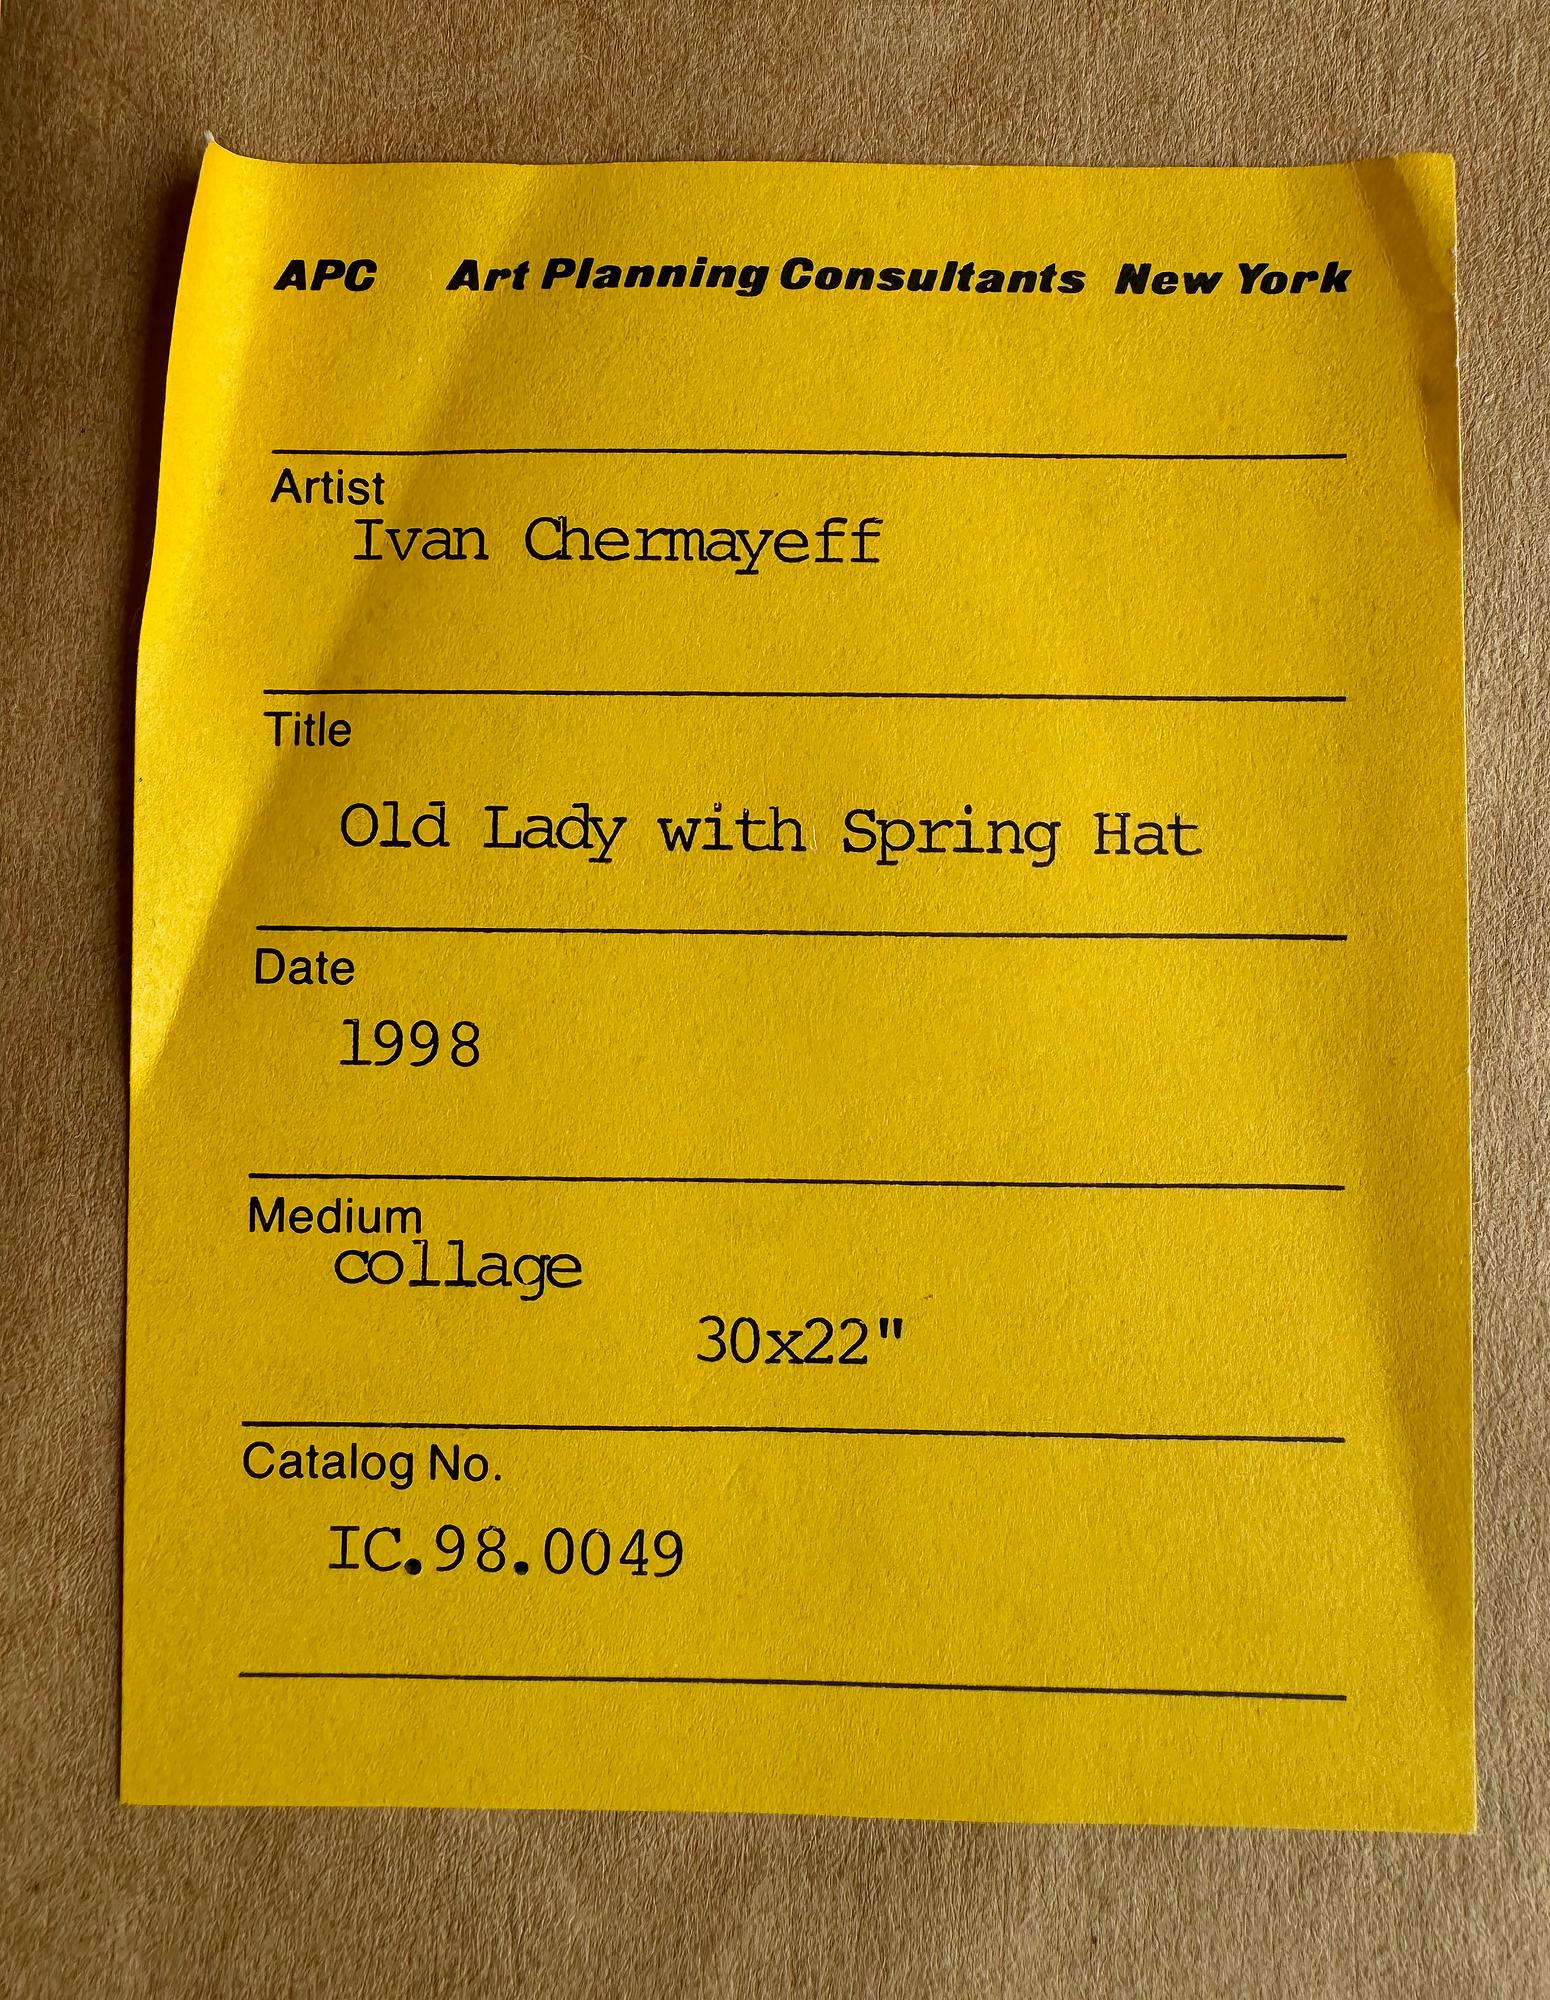 APC Art Planning Consultants New York
Artist
Ivan Chermayeff
Title
Old Lady with Spring Hat
Date
1998
Medium
collage
30x22"
Catalog No.
IC.98.0049